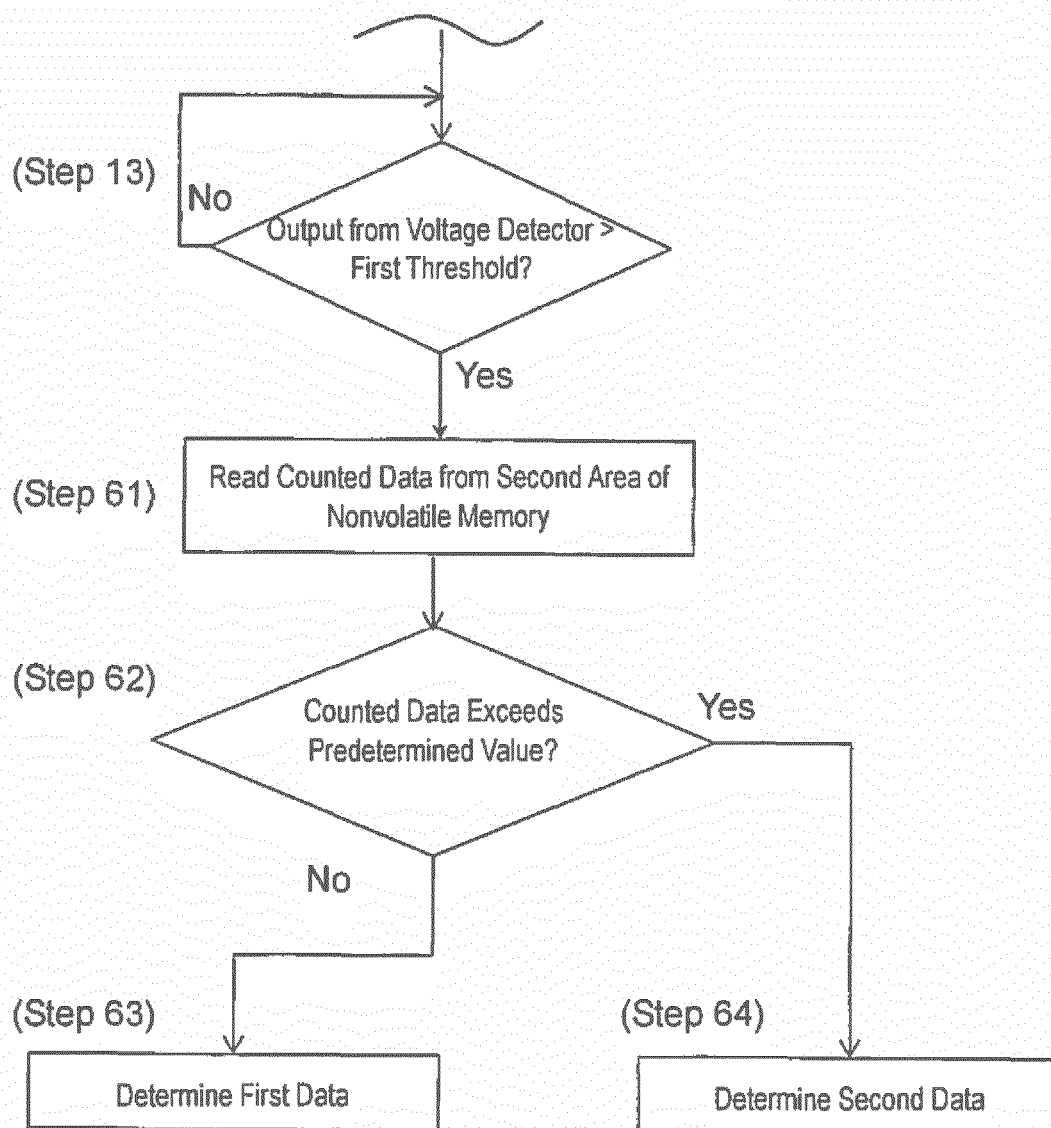 (Step 13)
No
Output from Voltage Detector >
First Threshold?
Yes
(Step 61)
Read Counted Data from Second Area of
Nonvolatile Memory
(Step 62)
Counted Data Exceeds
Predetermined Value?
Yes
No
(Step 63)
(Step 64)
Determine First Data
Determine Second Data